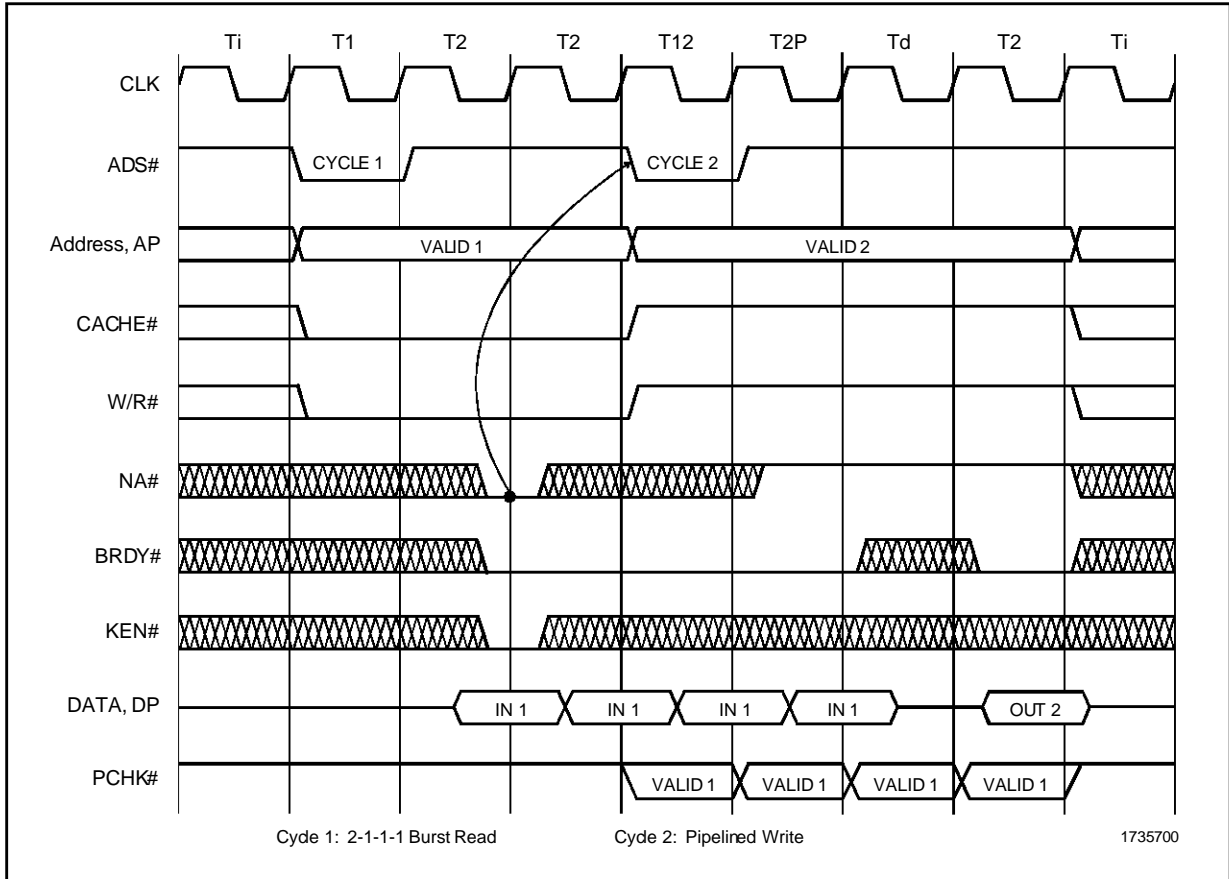 Ti T1 T2 T2 T12 T2P Td T2 Ti
CLK
ADS# CYCLE 1 CYCLE 2
Address, AP VALID 1 VALID 2
CACHE#
W/R#
NA#
BRDY#
KEN#
DATA, DP IN 1 IN 1 IN 1 IN 1 OUT 2
PCHK# VALID 1 VALID 1 VALID 1 VALID 1
Cyde 1: 2-1-1-1 Burst Read Cyde 2: Pipelined Write 1735700